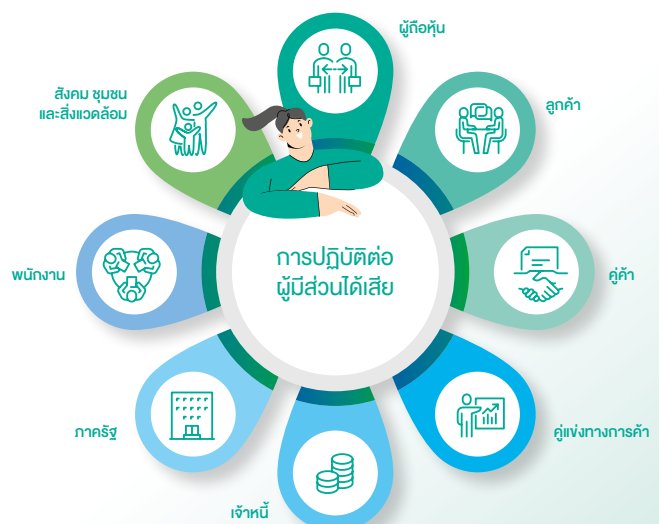 การปฏิบัติต่อ
ผู้มีส่วนได้เสีย
ผู้ถือหุ้น
ลูกค้า
คู่ค้า
คู่แข่งทางการค้า
เจ้าหนี้
ภาครัฐ
พนักงาน
สังคม ชุมชน
และสิ่งแวดล้อม